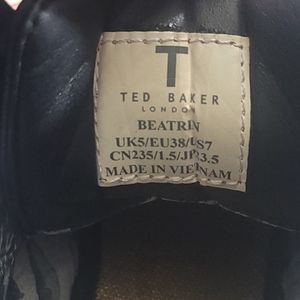 T
TED BAKER
LONDON
BEATRIN
UK5/EU38/US7
CN235/1.5/JP23.5
MADE IN VIETNAM